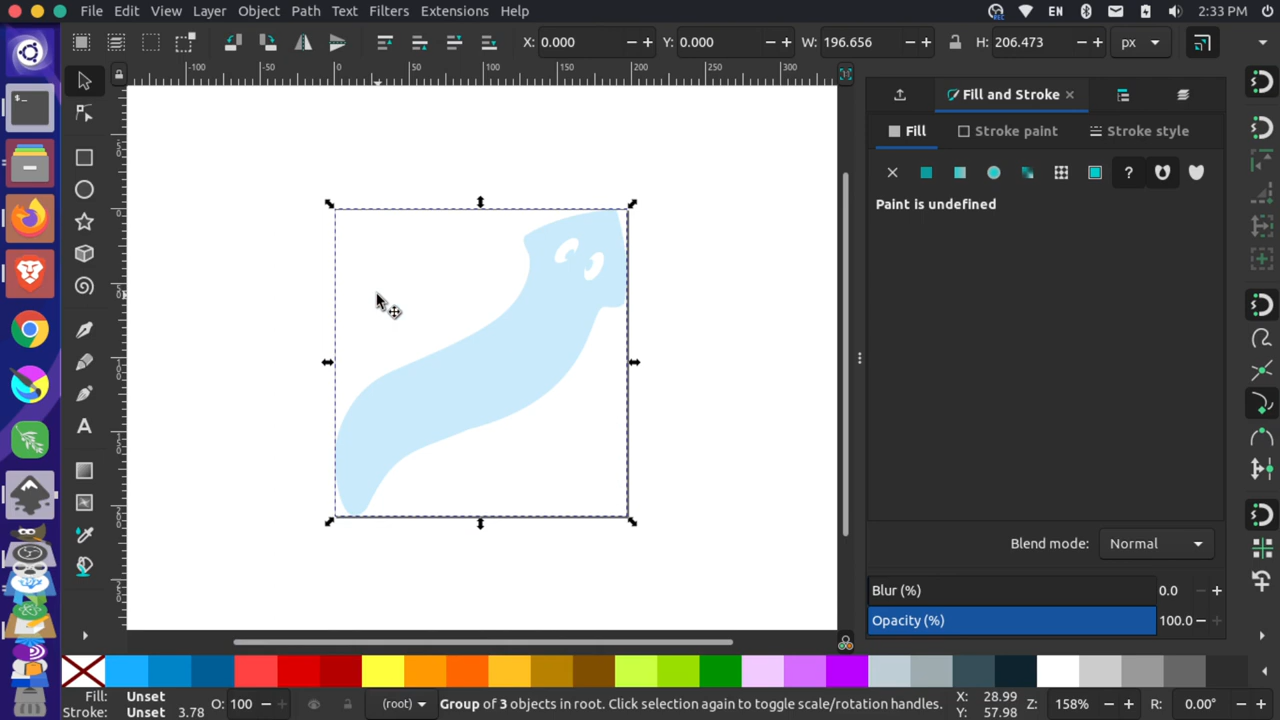 File Edit View Layer Object Path Text Filters Extensions Help
REC EN 2:33 PM
X: 0.000 − + Y: 0.000 − + W: 196.656 − + H: 206.473 − + px
-100 -50 0 50 100 150 200 250 300
Fill and Stroke ×
Fill Stroke paint Stroke style
?
Paint is undefined
Blend mode: Normal
Blur (%) 0.0 − +
Opacity (%) 100.0 − +
Fill: Unset
Stroke: Unset 3.78
O: 100 − +
(root)
Group of 3 objects in root. Click selection again to toggle scale/rotation handles.
X: 28.99
Y: 57.98
Z: 158% − +
R: 0.00° − +